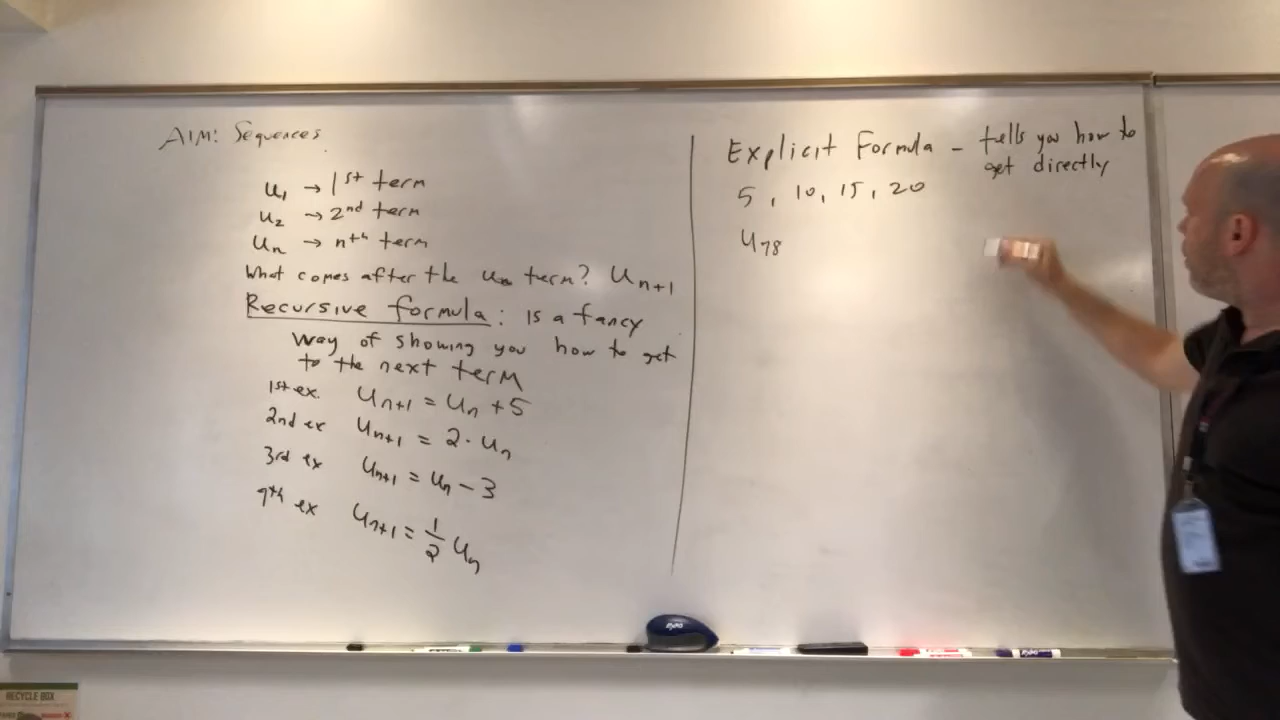 AIM: Sequences
u₁ → 1st term
u₂ → 2nd term
uₙ → nth term
What comes after the uₙ term? uₙ₊₁
Recursive formula: is a fancy
way of showing you how to get
to the next term
1st ex. uₙ₊₁ = uₙ + 5
2nd ex uₙ₊₁ = 2 · uₙ
3rd ex uₙ₊₁ = uₙ − 3
4th ex uₙ₊₁ = 1/2 uₙ
Explicit Formula – tells you how to
get directly
5, 10, 15, 20
u₇₈
RECYCLE BOX